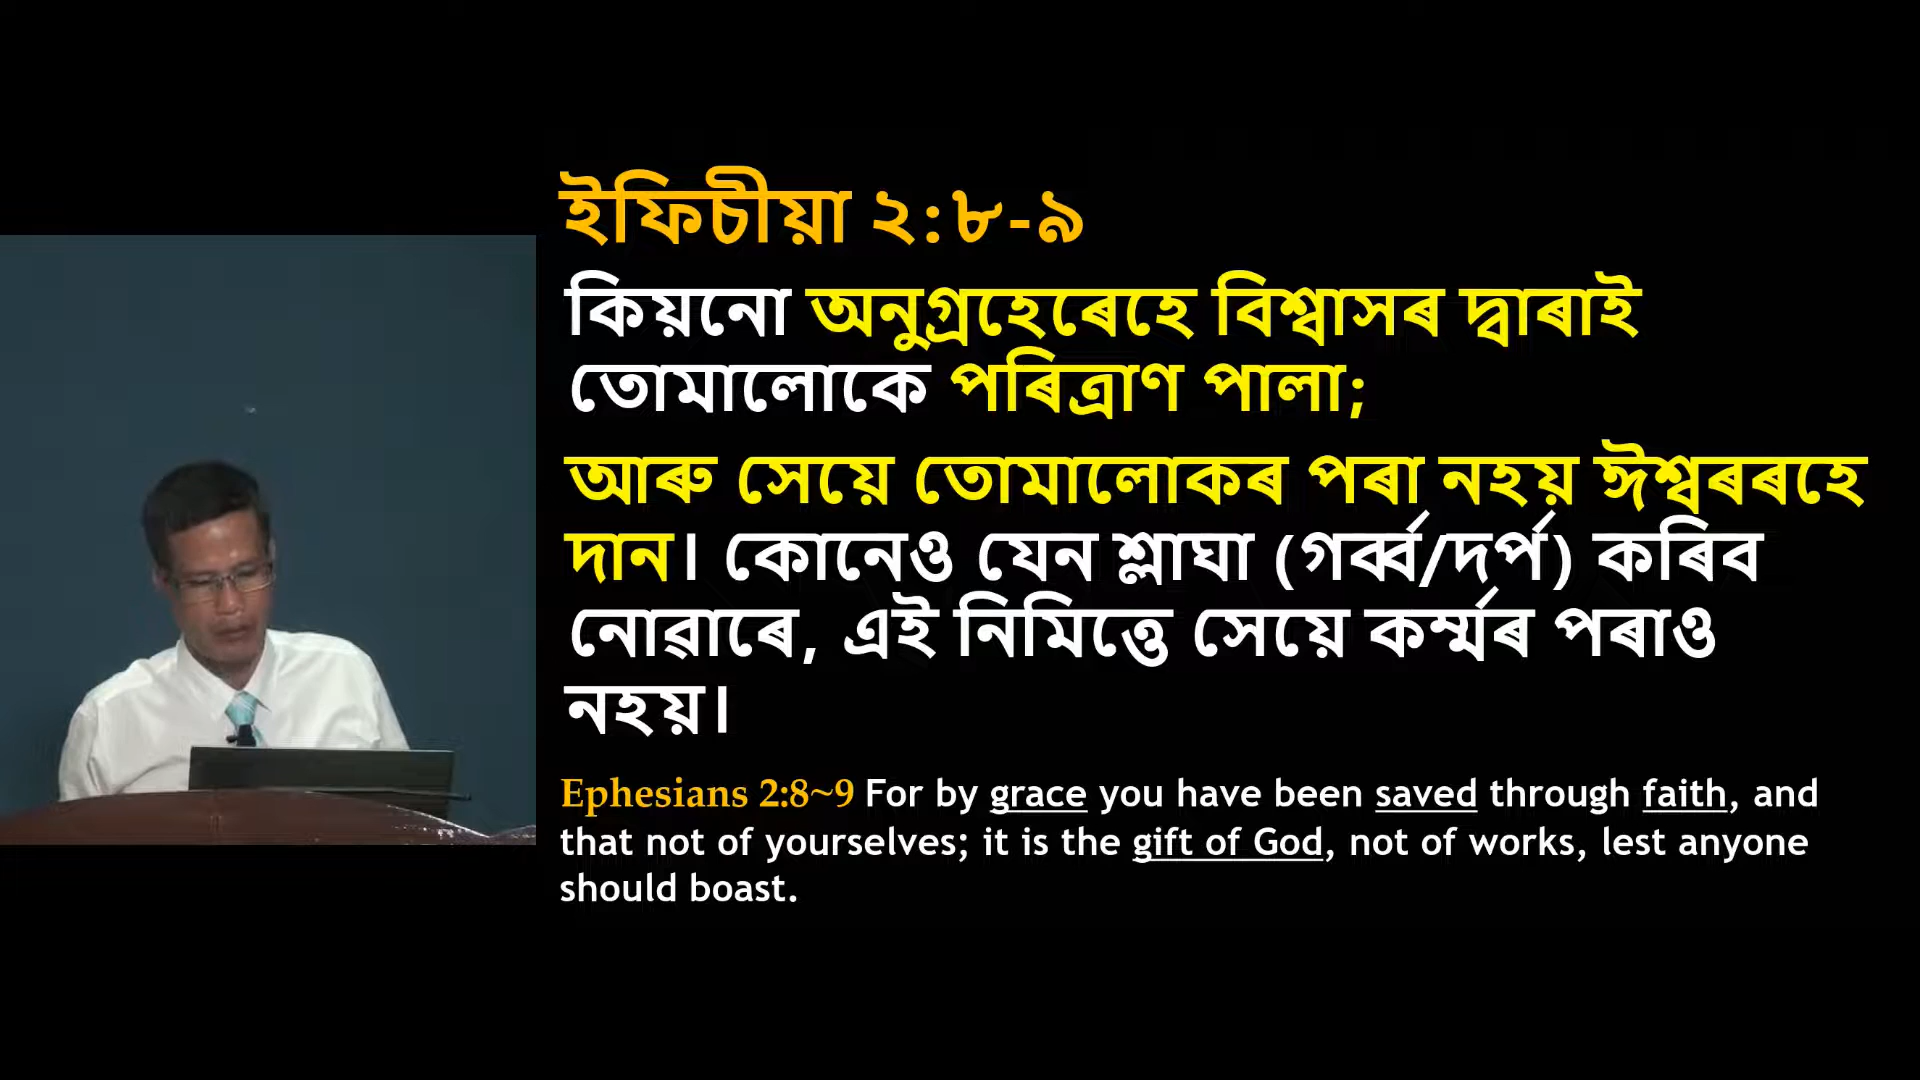 ইফিচীয়া ২:৮-৯
কিয়নো অনুগ্ৰহেৰেহে বিশ্বাসৰ দ্বাৰাই
তোমালোকে পৰিত্ৰাণ পালা;
আৰু সেয়ে তোমালোকৰ পৰা নহয় ঈশ্বৰৰহে
দান। কোনেও যেন শ্লাঘা (গৰ্ব্ব/দৰ্প) কৰিব
নোৱাৰে, এই নিমিত্তে সেয়ে কৰ্ম্মৰ পৰাও
নহয়।
Ephesians 2:8~9 For by grace you have been saved through faith, and
that not of yourselves; it is the gift of God, not of works, lest anyone
should boast.